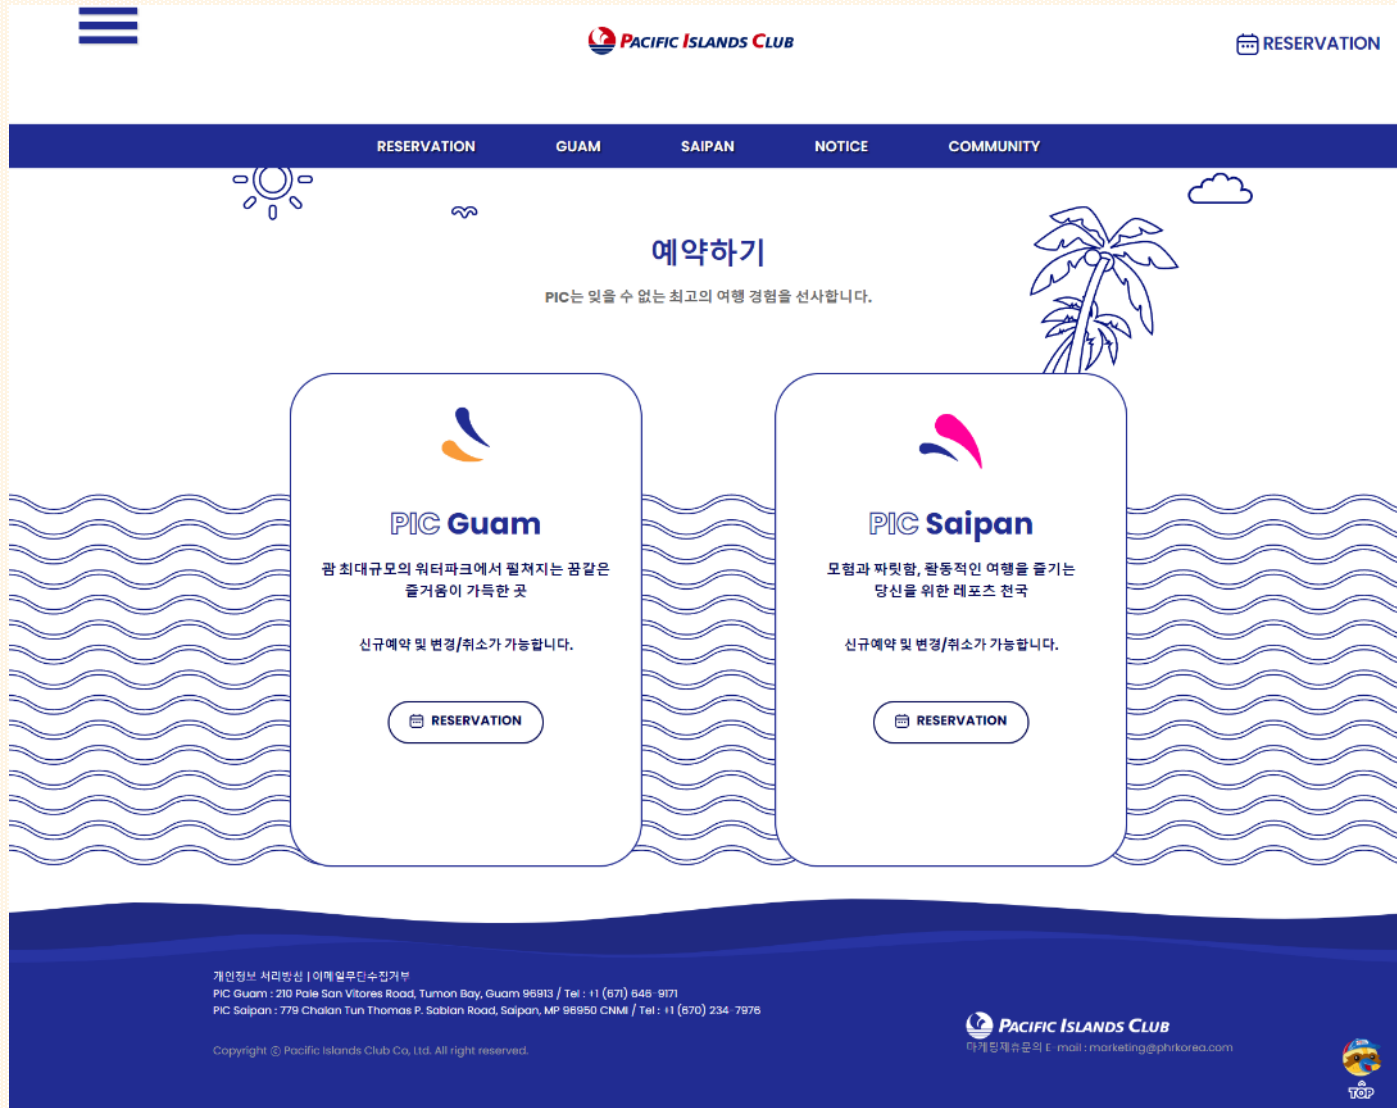 PACIFIC ISLANDS CLUB
RESERVATION
RESERVATION GUAM SAIPAN NOTICE COMMUNITY
예약하기
PIC는 잊을 수 없는 최고의 여행 경험을 선사합니다.
PIC Guam
괌 최대규모의 워터파크에서 펼쳐지는 꿈같은
즐거움이 가득한 곳
신규예약 및 변경/취소가 가능합니다.
RESERVATION
PIC Saipan
모험과 짜릿함, 활동적인 여행을 즐기는
당신을 위한 레포츠 천국
신규예약 및 변경/취소가 가능합니다.
RESERVATION
개인정보 처리방침 | 이메일무단수집거부
PIC Guam : 210 Pale San Vitores Road, Tumon Bay, Guam 96913 / Tel : +1 (671) 646-9171
PIC Saipan : 779 Chalan Tun Thomas P. Sablan Road, Saipan, MP 96950 CNMI / Tel : +1 (670) 234-7976
Copyright ⓒ Pacific Islands Club Co, Ltd. All right reserved.
PACIFIC ISLANDS CLUB
마케팅제휴문의 E-mail : marketing@phrkorea.com
TOP